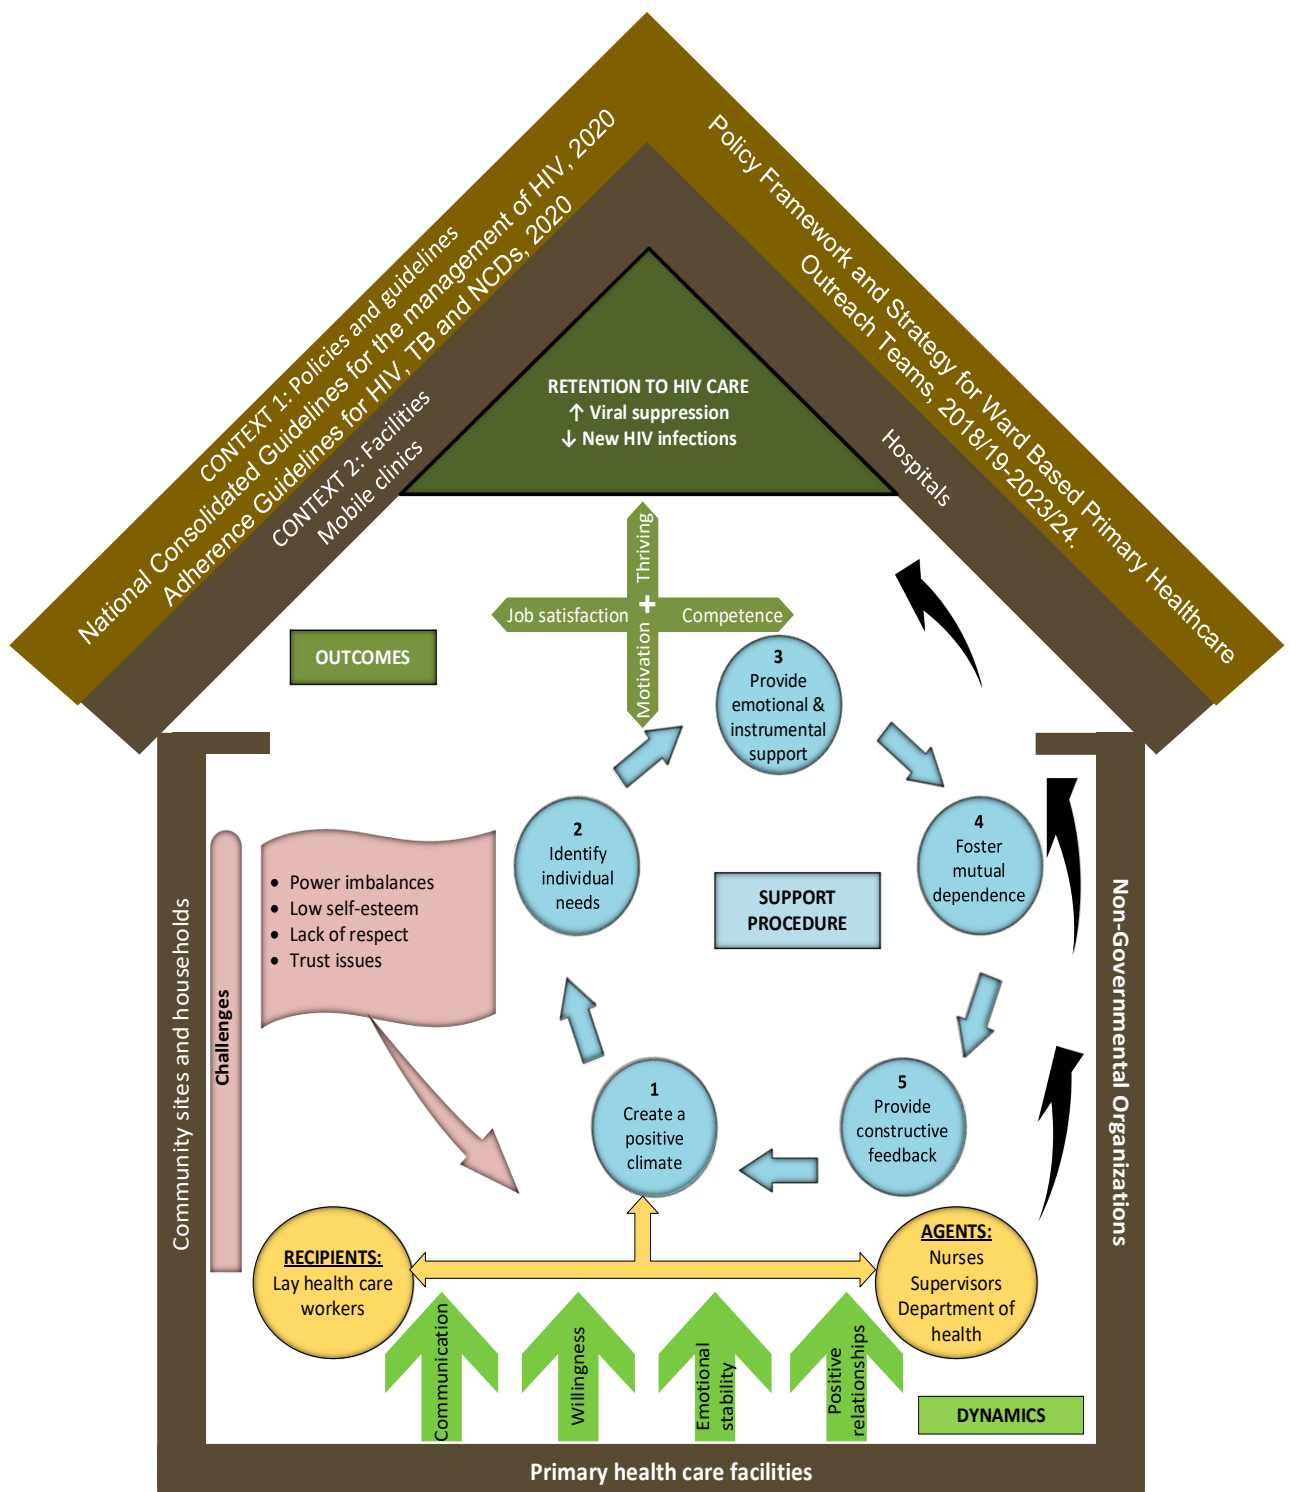 CONTEXT 1: Policies and guidelines
National Consolidated Guidelines for the management of HIV, 2020
Adherence Guidelines for HIV, TB and NCDs, 2020
CONTEXT 2: Facilities
Mobile clinics
Policy Framework and Strategy for Ward Based Primary Healthcare
Outreach Teams, 2018/19-2023/24.
Hospitals
RETENTION TO HIV CARE
↑ Viral suppression
↓ New HIV infections
Thriving
Job satisfaction + Competence
Motivation
OUTCOMES
3
Provide
emotional &
instrumental
support
2
Identify
individual
needs
4
Foster
mutual
dependence
SUPPORT
PROCEDURE
• Power imbalances
• Low self-esteem
• Lack of respect
• Trust issues
Challenges
Community sites and households
Non-Governmental Organizations
1
Create a
positive
climate
5
Provide
constructive
feedback
RECIPIENTS:
Lay health care
workers
AGENTS:
Nurses
Supervisors
Department of
health
Communication
Willingness
Emotional
stability
Positive
relationships
DYNAMICS
Primary health care facilities